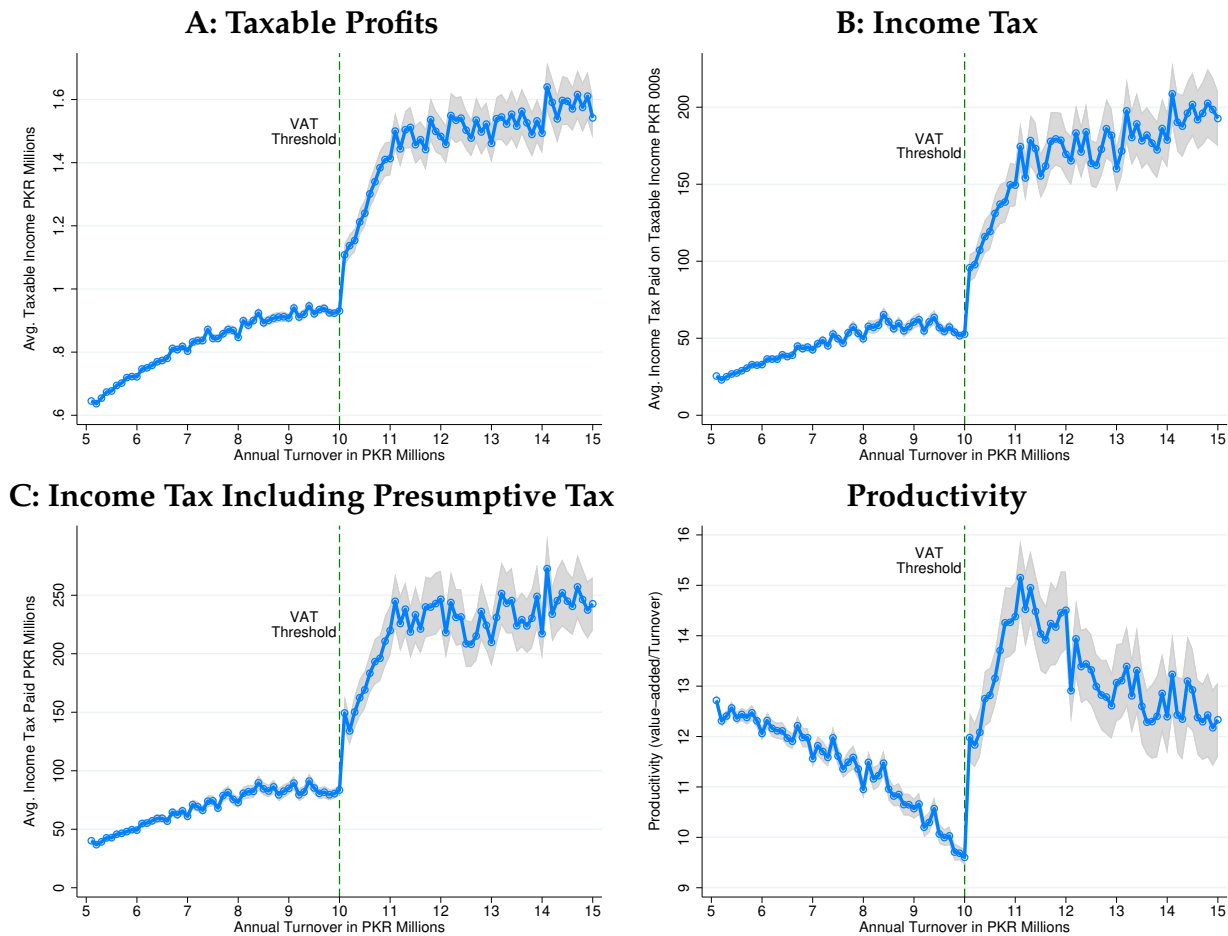 A: Taxable Profits
Avg. Taxable Income PKR Millions
1.6
1.4
1.2
1
.8
.6
VAT
Threshold
5 6 7 8 9 10 11 12 13 14 15
Annual Turnover in PKR Millions
B: Income Tax
Avg. Income Tax Paid on Taxable Income PKR 000s
200
150
100
50
0
VAT
Threshold
5 6 7 8 9 10 11 12 13 14 15
Annual Turnover in PKR Millions
C: Income Tax Including Presumptive Tax
Avg. Income Tax Paid PKR Millions
250
200
150
100
50
0
VAT
Threshold
5 6 7 8 9 10 11 12 13 14 15
Annual Turnover in PKR Millions
Productivity
Producitivity (value−added/Turnover)
16
15
14
13
12
11
10
9
VAT
Threshold
5 6 7 8 9 10 11 12 13 14 15
Annual Turnover in PKR Millions